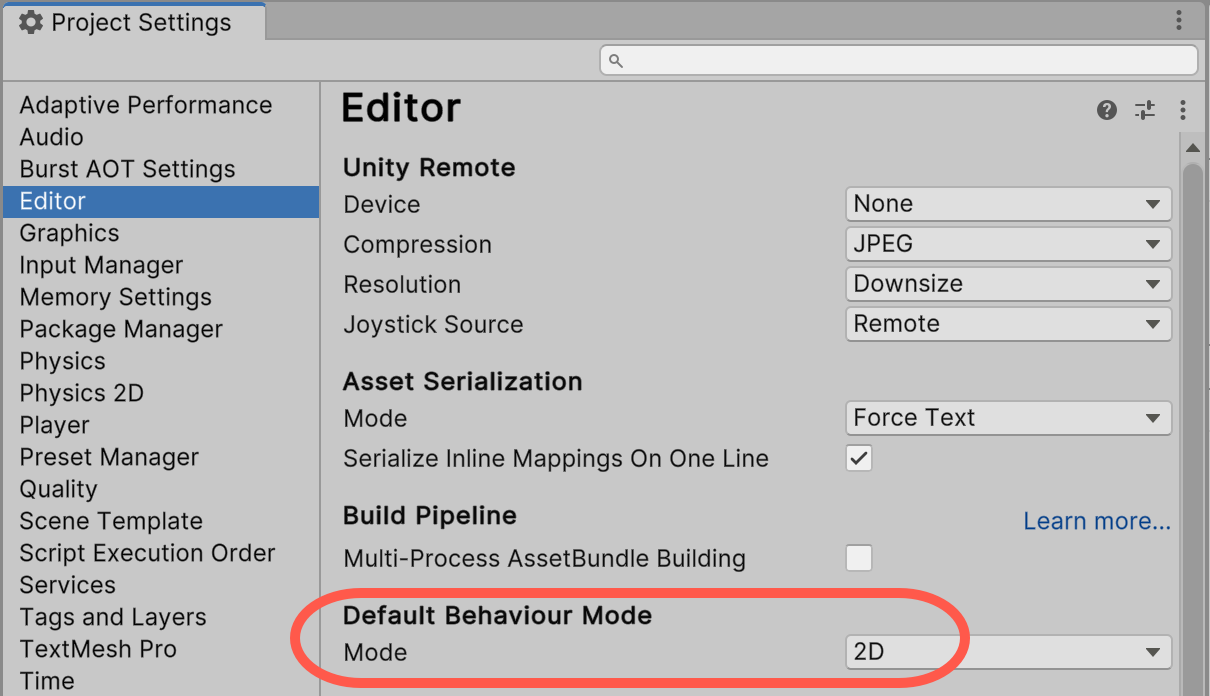 Project Settings
Adaptive Performance
Audio
Burst AOT Settings
Editor
Graphics
Input Manager
Memory Settings
Package Manager
Physics
Physics 2D
Player
Preset Manager
Quality
Scene Template
Script Execution Order
Services
Tags and Layers
TextMesh Pro
Time
Editor
Unity Remote
Device None
Compression JPEG
Resolution Downsize
Joystick Source Remote
Asset Serialization
Mode Force Text
Serialize Inline Mappings On One Line
Build Pipeline
Learn more...
Multi-Process AssetBundle Building
Default Behaviour Mode
Mode 2D